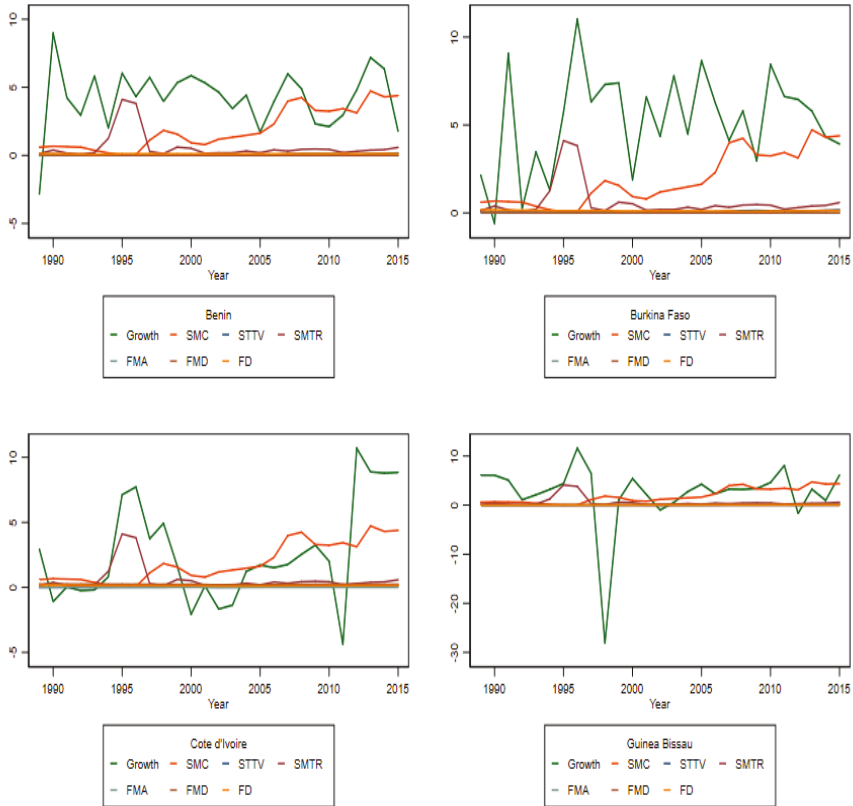 10
5
0
-5
1990 1995 2000 2005 2010 2015
Year
Benin
Growth SMC STTV SMTR
FMA FMD FD
10
5
0
1990 1995 2000 2005 2010 2015
Year
Burkina Faso
Growth SMC STTV SMTR
FMA FMD FD
10
5
0
-5
1990 1995 2000 2005 2010 2015
Year
Cote d'Ivoire
Growth SMC STTV SMTR
FMA FMD FD
10
0
-10
-20
-30
1990 1995 2000 2005 2010 2015
Year
Guinea Bissau
Growth SMC STTV SMTR
FMA FMD FD